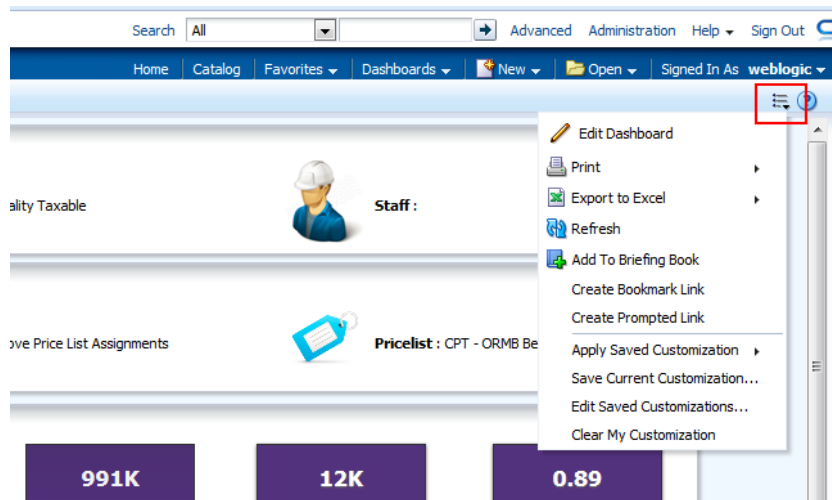 Search All Advanced Administration Help Sign Out
Home Catalog Favorites Dashboards New Open Signed In As weblogic
Edit Dashboard
Print
Export to Excel
Refresh
Add To Briefing Book
Create Bookmark Link
Create Prompted Link
Apply Saved Customization
Save Current Customization...
Edit Saved Customizations...
Clear My Customization
ality Taxable Staff :
ove Price List Assignments Pricelist : CPT - ORMB Be
991K 12K 0.89